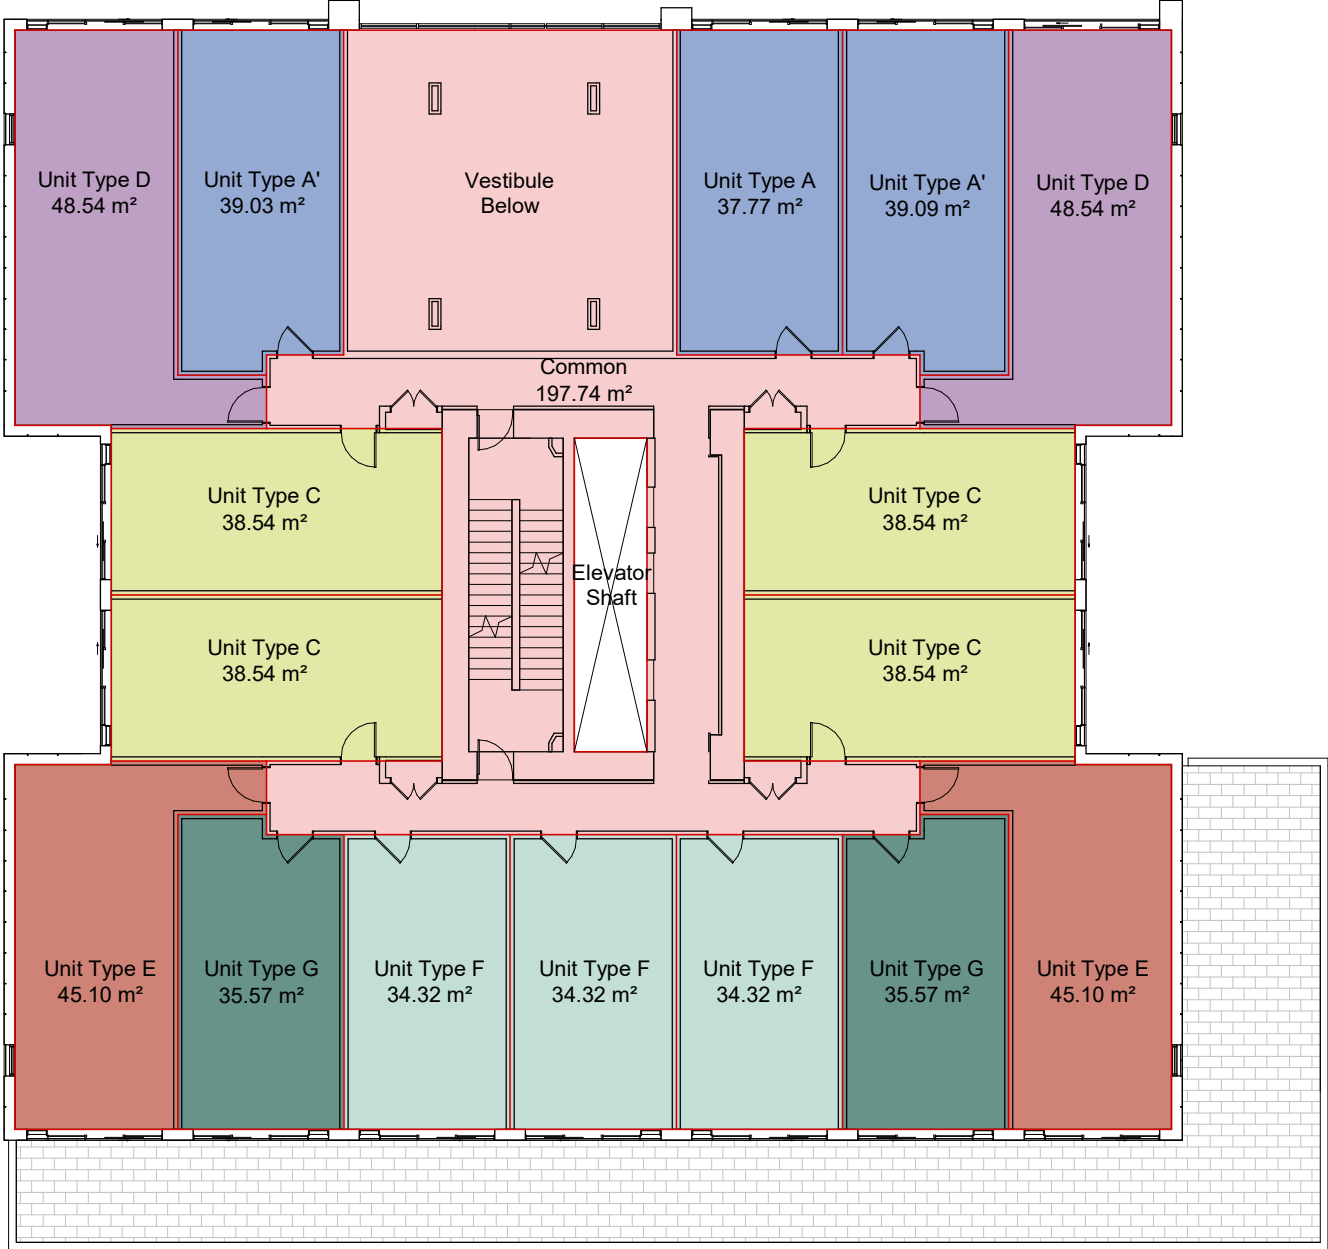 Unit Type D
48.54 m²
Unit Type A'
39.03 m²
Vestibule
Below
Unit Type A
37.77 m²
Unit Type A'
39.09 m²
Unit Type D
48.54 m²
Common
197.74 m²
Unit Type C
38.54 m²
Unit Type C
38.54 m²
Elevator
Shaft
Unit Type C
38.54 m²
Unit Type C
38.54 m²
Unit Type E
45.10 m²
Unit Type G
35.57 m²
Unit Type F
34.32 m²
Unit Type F
34.32 m²
Unit Type F
34.32 m²
Unit Type G
35.57 m²
Unit Type E
45.10 m²